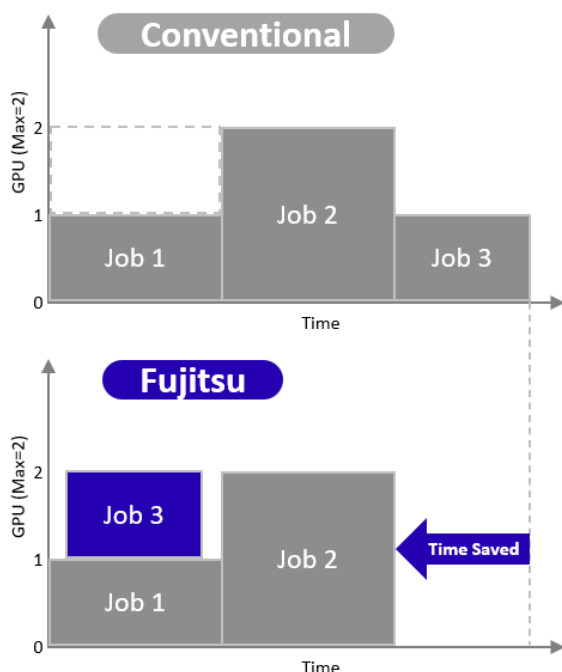 Conventional
GPU (Max=2)
2
1
0
Job 1
Job 2
Job 3
Time
Fujitsu
GPU (Max=2)
2
1
0
Job 3
Job 1
Job 2
Time Saved
Time